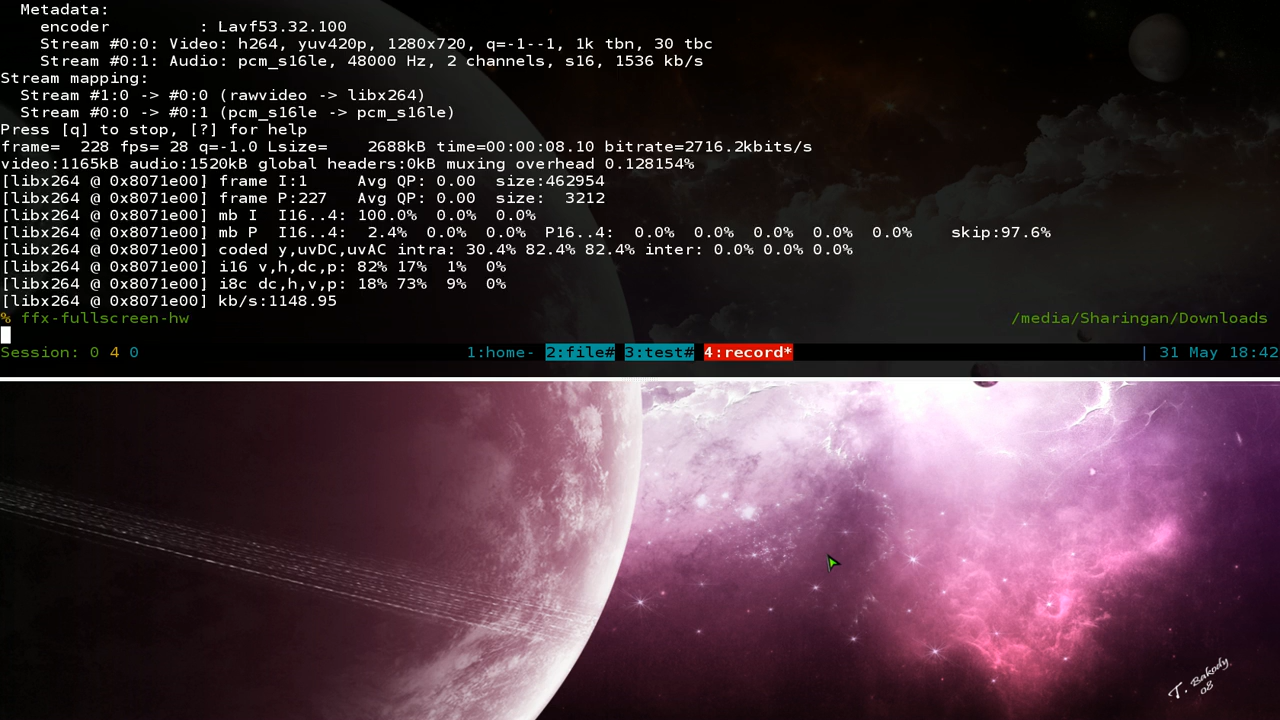 Metadata:
encoder : Lavf53.32.100
Stream #0:0: Video: h264, yuv420p, 1280x720, q=-1--1, 1k tbn, 30 tbc
Stream #0:1: Audio: pcm_s16le, 48000 Hz, 2 channels, s16, 1536 kb/s
Stream mapping:
Stream #1:0 -> #0:0 (rawvideo -> libx264)
Stream #0:0 -> #0:1 (pcm_s16le -> pcm_s16le)
Press [q] to stop, [?] for help
frame= 228 fps= 28 q=-1.0 Lsize= 2688kB time=00:00:08.10 bitrate=2716.2kbits/s
video:1165kB audio:1520kB global headers:0kB muxing overhead 0.128154%
[libx264 @ 0x8071e00] frame I:1 Avg QP: 0.00 size:462954
[libx264 @ 0x8071e00] frame P:227 Avg QP: 0.00 size: 3212
[libx264 @ 0x8071e00] mb I I16..4: 100.0% 0.0% 0.0%
[libx264 @ 0x8071e00] mb P I16..4: 2.4% 0.0% 0.0% P16..4: 0.0% 0.0% 0.0% 0.0% 0.0% skip:97.6%
[libx264 @ 0x8071e00] coded y,uvDC,uvAC intra: 30.4% 82.4% 82.4% inter: 0.0% 0.0% 0.0%
[libx264 @ 0x8071e00] i16 v,h,dc,p: 82% 17% 1% 0%
[libx264 @ 0x8071e00] i8c dc,h,v,p: 18% 73% 9% 0%
[libx264 @ 0x8071e00] kb/s:1148.95
% ffx-fullscreen-hw /media/Sharingan/Downloads
Session: 0 4 0 1:home- 2:file# 3:test# 4:record* | 31 May 18:42
T. Bakody
08